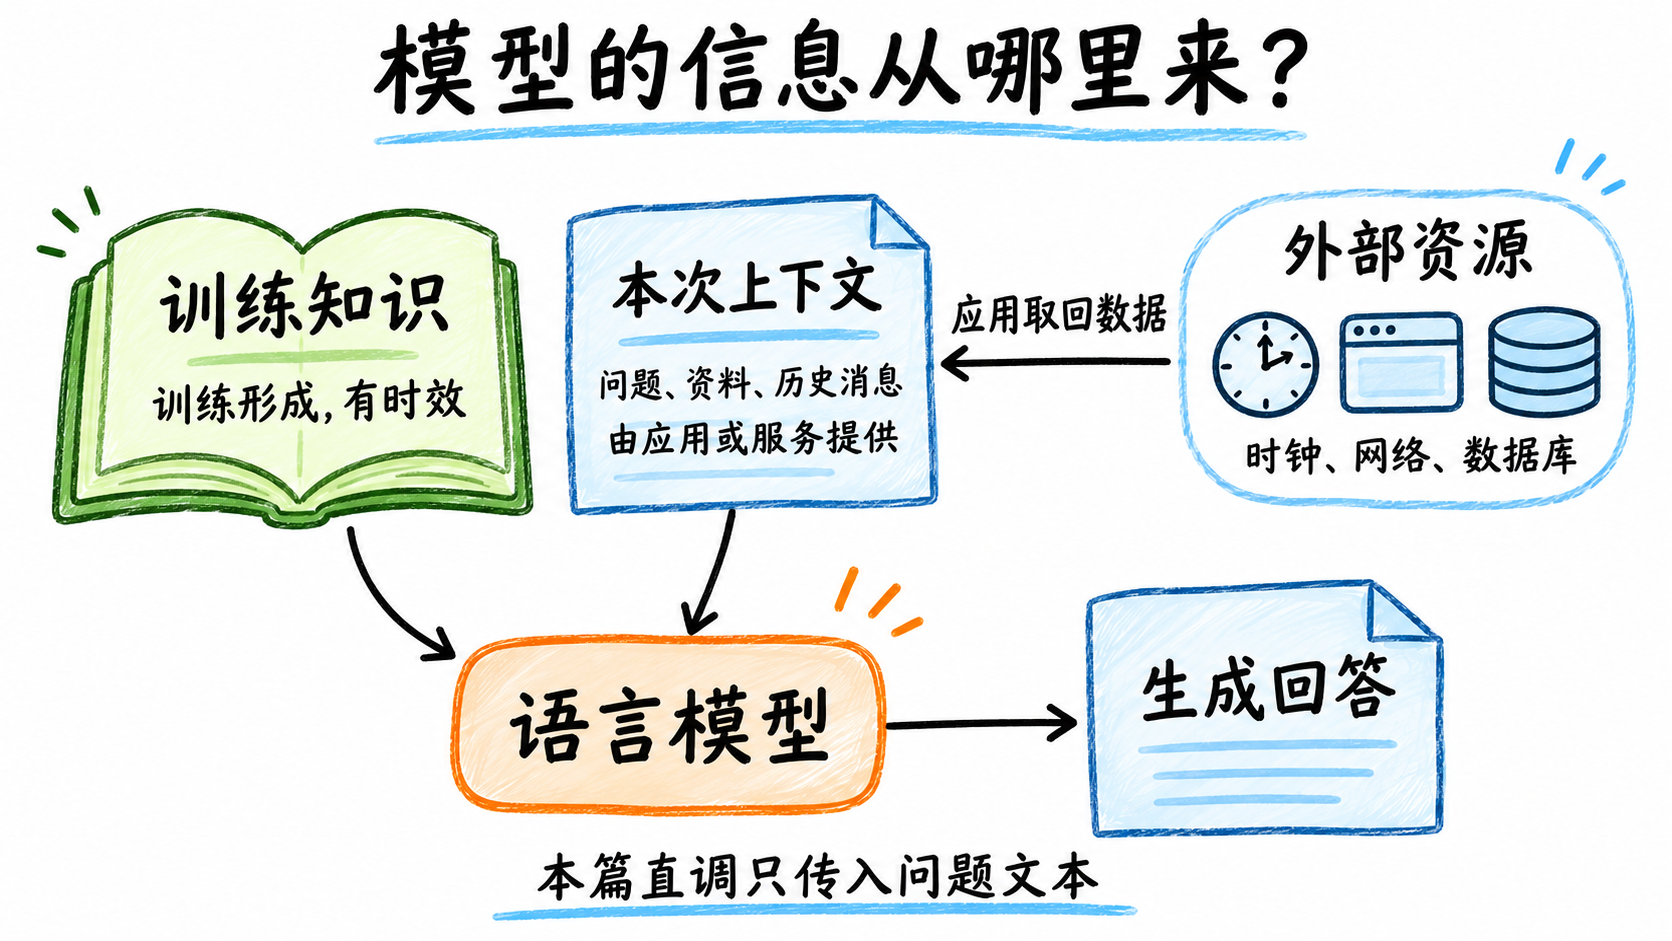 模型的信息从哪里来？
训练知识
训练形成，有时效
本次上下文
问题、资料、历史消息
由应用或服务提供
应用取回数据
外部资源
时钟、网络、数据库
语言模型
生成回答
本篇直调只传入问题文本